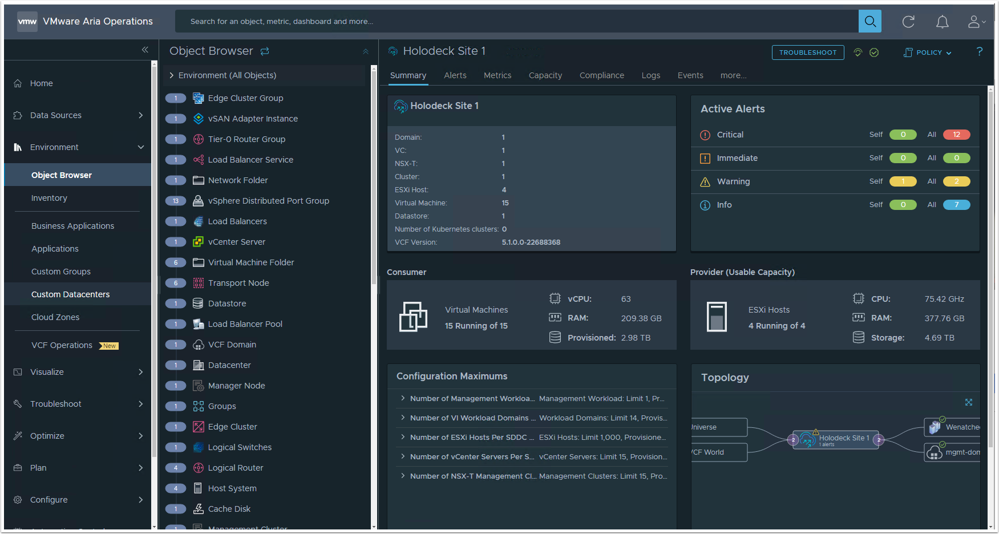 vmw VMware Aria Operations
Search for an object, metric, dashboard and more...
Home
Data Sources
Environment
Object Browser
Inventory
Business Applications
Applications
Custom Groups
Custom Datacenters
Cloud Zones
VCF Operations New
Visualize
Troubleshoot
Optimize
Plan
Configure
Object Browser
Environment (All Objects)
1 Edge Cluster Group
1 vSAN Adapter Instance
1 Tier-0 Router Group
1 Load Balancer Service
1 Network Folder
13 vSphere Distributed Port Group
1 Load Balancers
1 vCenter Server
6 Virtual Machine Folder
6 Transport Node
1 Datastore
1 Load Balancer Pool
1 VCF Domain
1 Datacenter
1 Manager Node
1 Groups
1 Edge Cluster
1 Logical Switches
4 Logical Router
4 Host System
1 Cache Disk
1 Management Cluster
Holodeck Site 1
TROUBLESHOOT
POLICY
?
Summary Alerts Metrics Capacity Compliance Logs Events more...
Holodeck Site 1
Domain: 1
VC: 1
NSX-T: 1
Cluster: 1
ESXi Host: 4
Virtual Machine: 15
Datastore: 1
Number of Kubernetes clusters: 0
VCF Version: 5.1.0.0-22688368
Active Alerts
Critical Self 0 All 12
Immediate Self 0 All 0
Warning Self 1 All 2
Info Self 0 All 7
Consumer
Virtual Machines
15 Running of 15
vCPU: 63
RAM: 209.38 GB
Provisioned: 2.98 TB
Provider (Usable Capacity)
ESXi Hosts
4 Running of 4
CPU: 75.42 GHz
RAM: 377.76 GB
Storage: 4.69 TB
Configuration Maximums
Number of Management Workloa... Management Workload: Limit 1, Pr...
Number of VI Workload Domains ... Workload Domains: Limit 14, Provis...
Number of ESXi Hosts Per SDDC ... ESXi Hosts: Limit 1,000, Provisione...
Number of vCenter Servers Per S... vCenter Servers: Limit 15, Provision...
Number of NSX-T Management Cl... Management Clusters: Limit 15, Pro...
Topology
Universe
VCF World
2 Holodeck Site 1 2
1 alerts
Wenatche
mgmt-dom